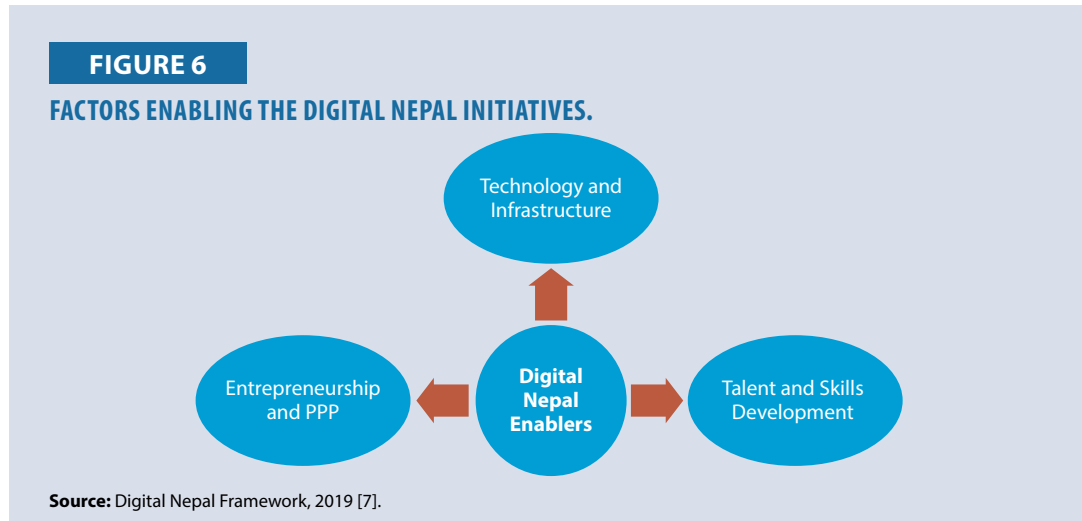 FIGURE 6
FACTORS ENABLING THE DIGITAL NEPAL INITIATIVES.
Technology and
Infrastructure
Entrepreneurship
and PPP
Digital
Nepal
Enablers
Talent and Skills
Development
Source: Digital Nepal Framework, 2019 [7].